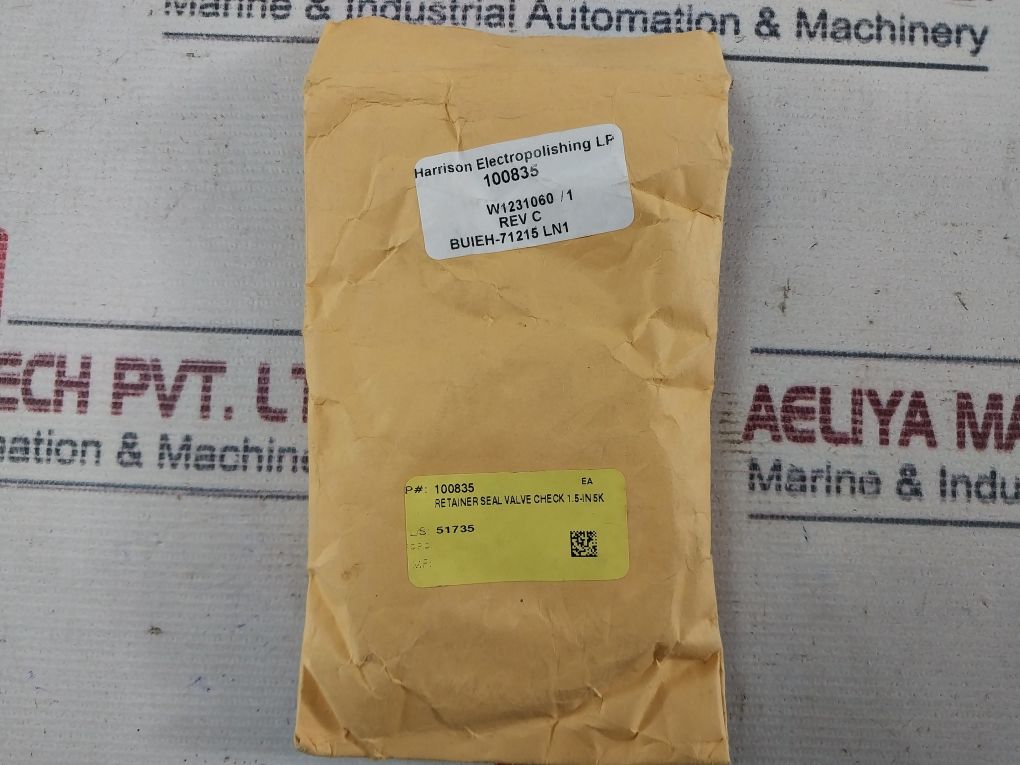 Marine & Industrial Automation & Machinery
Harrison Electropolishing LP
100835
W1231060 / 1
REV C
BUIEH-71215 LN1
ECH PVT. LT
ation & Machine
AELIYA MA
Marine & Indu
P#: 100835 EA
RETAINER SEAL VALVE CHECK 1.5-IN 5K
L/S: 51735